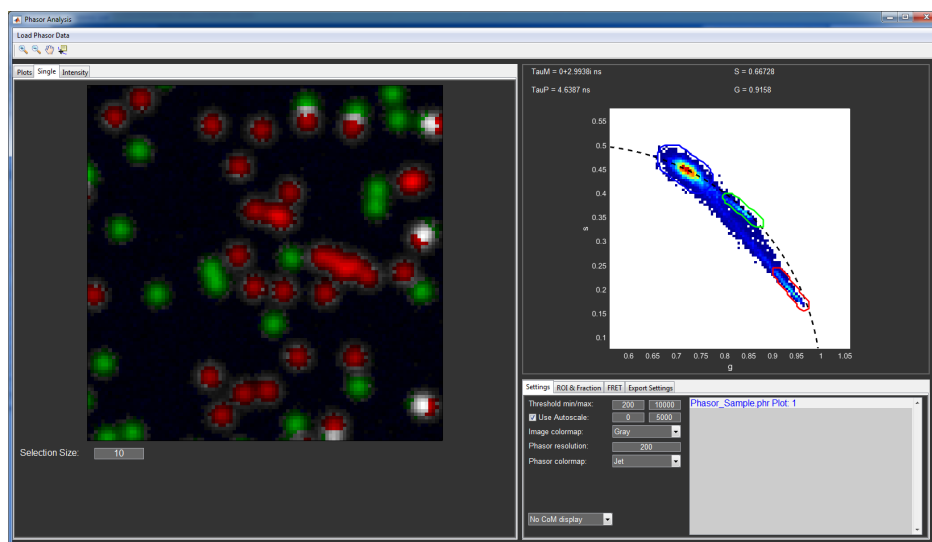 Phasor Analysis
Load Phasor Data
Plots Single Intensity
TauM = 0+2.9938i ns S = 0.66728
TauP = 4.6387 ns G = 0.9158
0.55
0.5
0.45
0.4
0.35
0.3
0.25
0.2
0.15
0.1
s
0.6 0.65 0.7 0.75 0.8 0.85 0.9 0.95 1 1.05
g
Selection Size: 10
Settings ROI & Fraction FRET Export Settings
Threshold min/max: 200 10000
Use Autoscale: 0 5000
Image colormap: Gray
Phasor resolution: 200
Phasor colormap: Jet
No CoM display
Phasor_Sample.phr Plot: 1